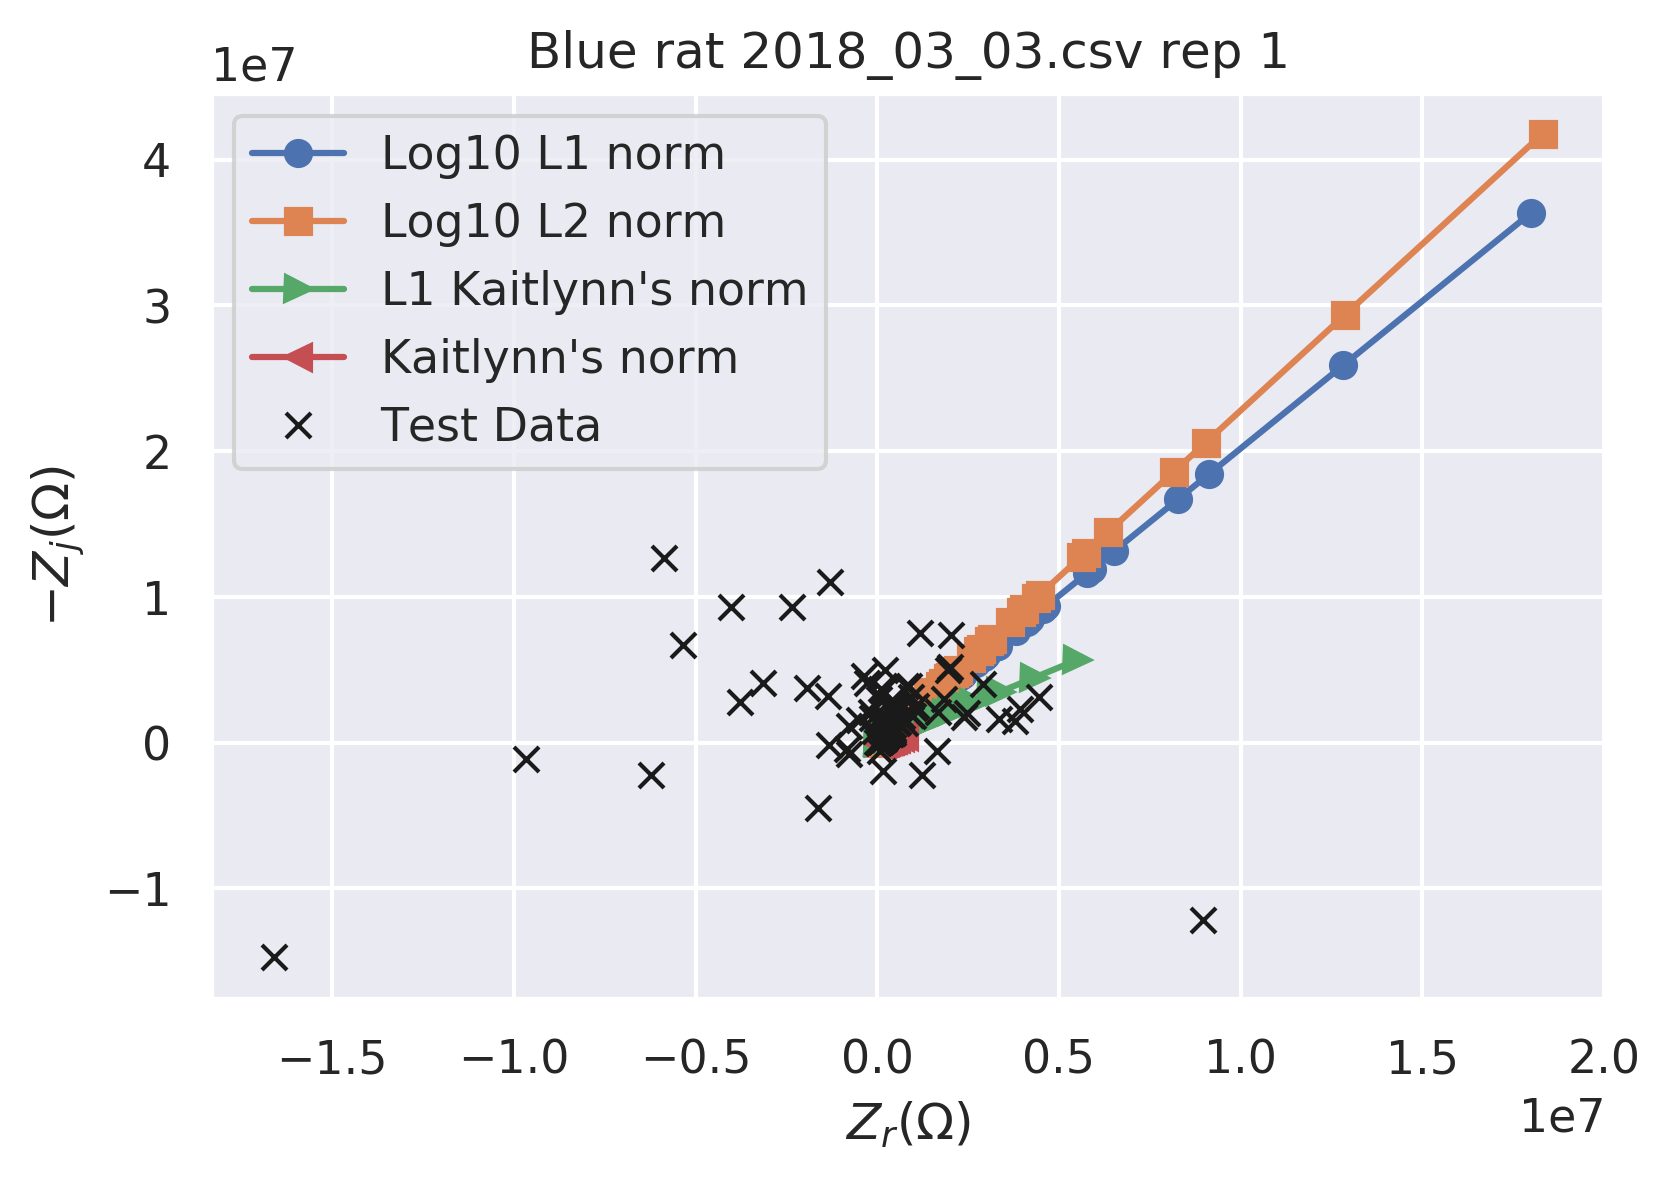 Blue rat 2018_03_03.csv rep 1
1e7
Log10 L1 norm
Log10 L2 norm
L1 Kaitlynn's norm
Kaitlynn's norm
Test Data
4
3
2
1
0
−1
−Z_j(Ω)
−1.5 −1.0 −0.5 0.0 0.5 1.0 1.5 2.0
1e7
Z_r(Ω)